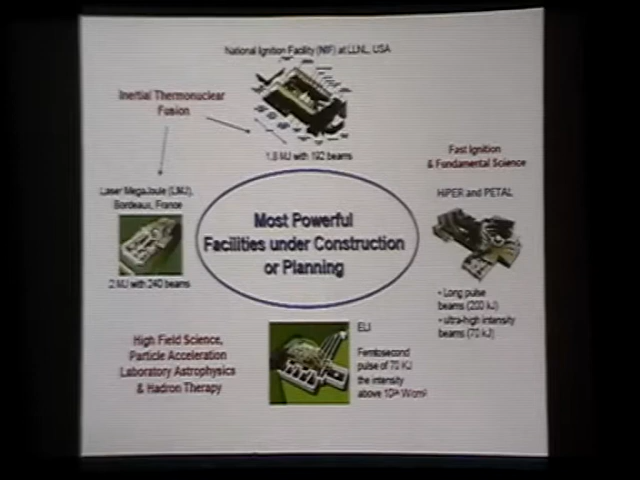 National Ignition Facility (NIF) at LLNL, USA
Inertial Thermonuclear
Fusion
1.8 MJ with 192 beams
Fast Ignition
& Fundamental Science
Laser MegaJoule (LMJ),
Bordeaux, France
HiPER and PETAL
Most Powerful
Facilities under Construction
or Planning
2 MJ with 240 beams
• Long pulse
beams (200 kJ)
• ultra-high intensity
beams (70 kJ)
High Field Science,
Particle Acceleration
Laboratory Astrophysics
& Hadron Therapy
ELI
Femtosecond
pulse of 70 KJ
the intensity
above W/cm²